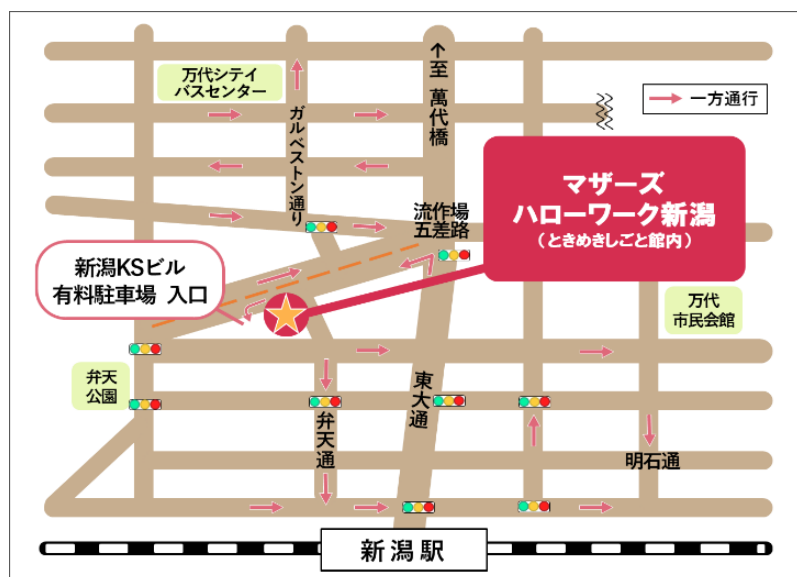 ↑至 萬代橋
万代シテイ
バスセンター
ガルベストン通り
一方通行
マザーズ
ハローワーク新潟
(ときめきしごと館内)
流作場
五差路
新潟KSビル
有料駐車場 入口
万代
市民会館
弁天
公園
東大通
弁天通
明石通
新潟駅